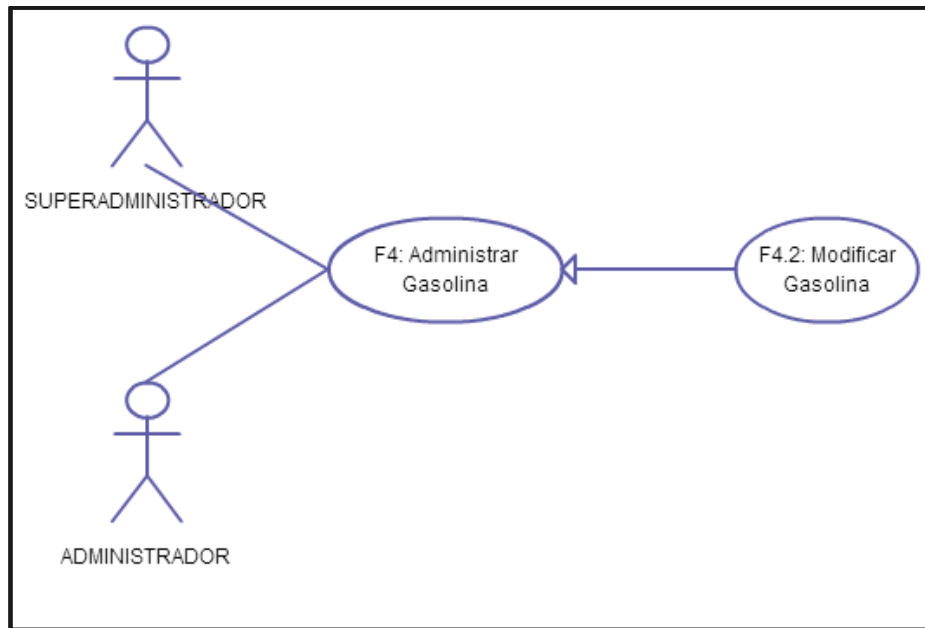 SUPERADMINISTRADOR
F4: Administrar
Gasolina
F4.2: Modificar
Gasolina
ADMINISTRADOR